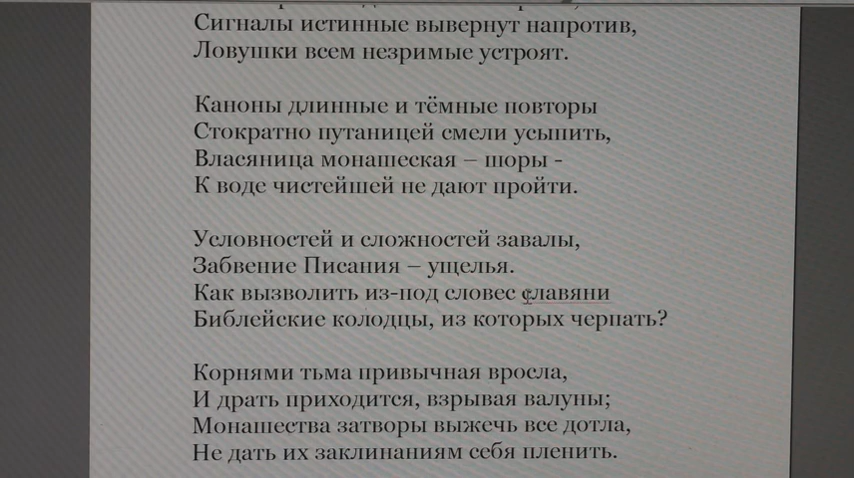 Сигналы истинные вывернут напротив,
Ловушки всем незримые устроят.
Каноны длинные и тёмные повторы
Стократно путаницей смели усыпить,
Власяница монашеская – шоры -
К воде чистейшей не дают пройти.
Условностей и сложностей завалы,
Забвение Писания – ущелья.
Как вызволить из-под словес славяни
Библейские колодцы, из которых черпать?
Корнями тьма привычная вросла,
И драть приходится, взрывая валуны;
Монашества затворы выжечь все дотла,
Не дать их заклинаниям себя пленить.